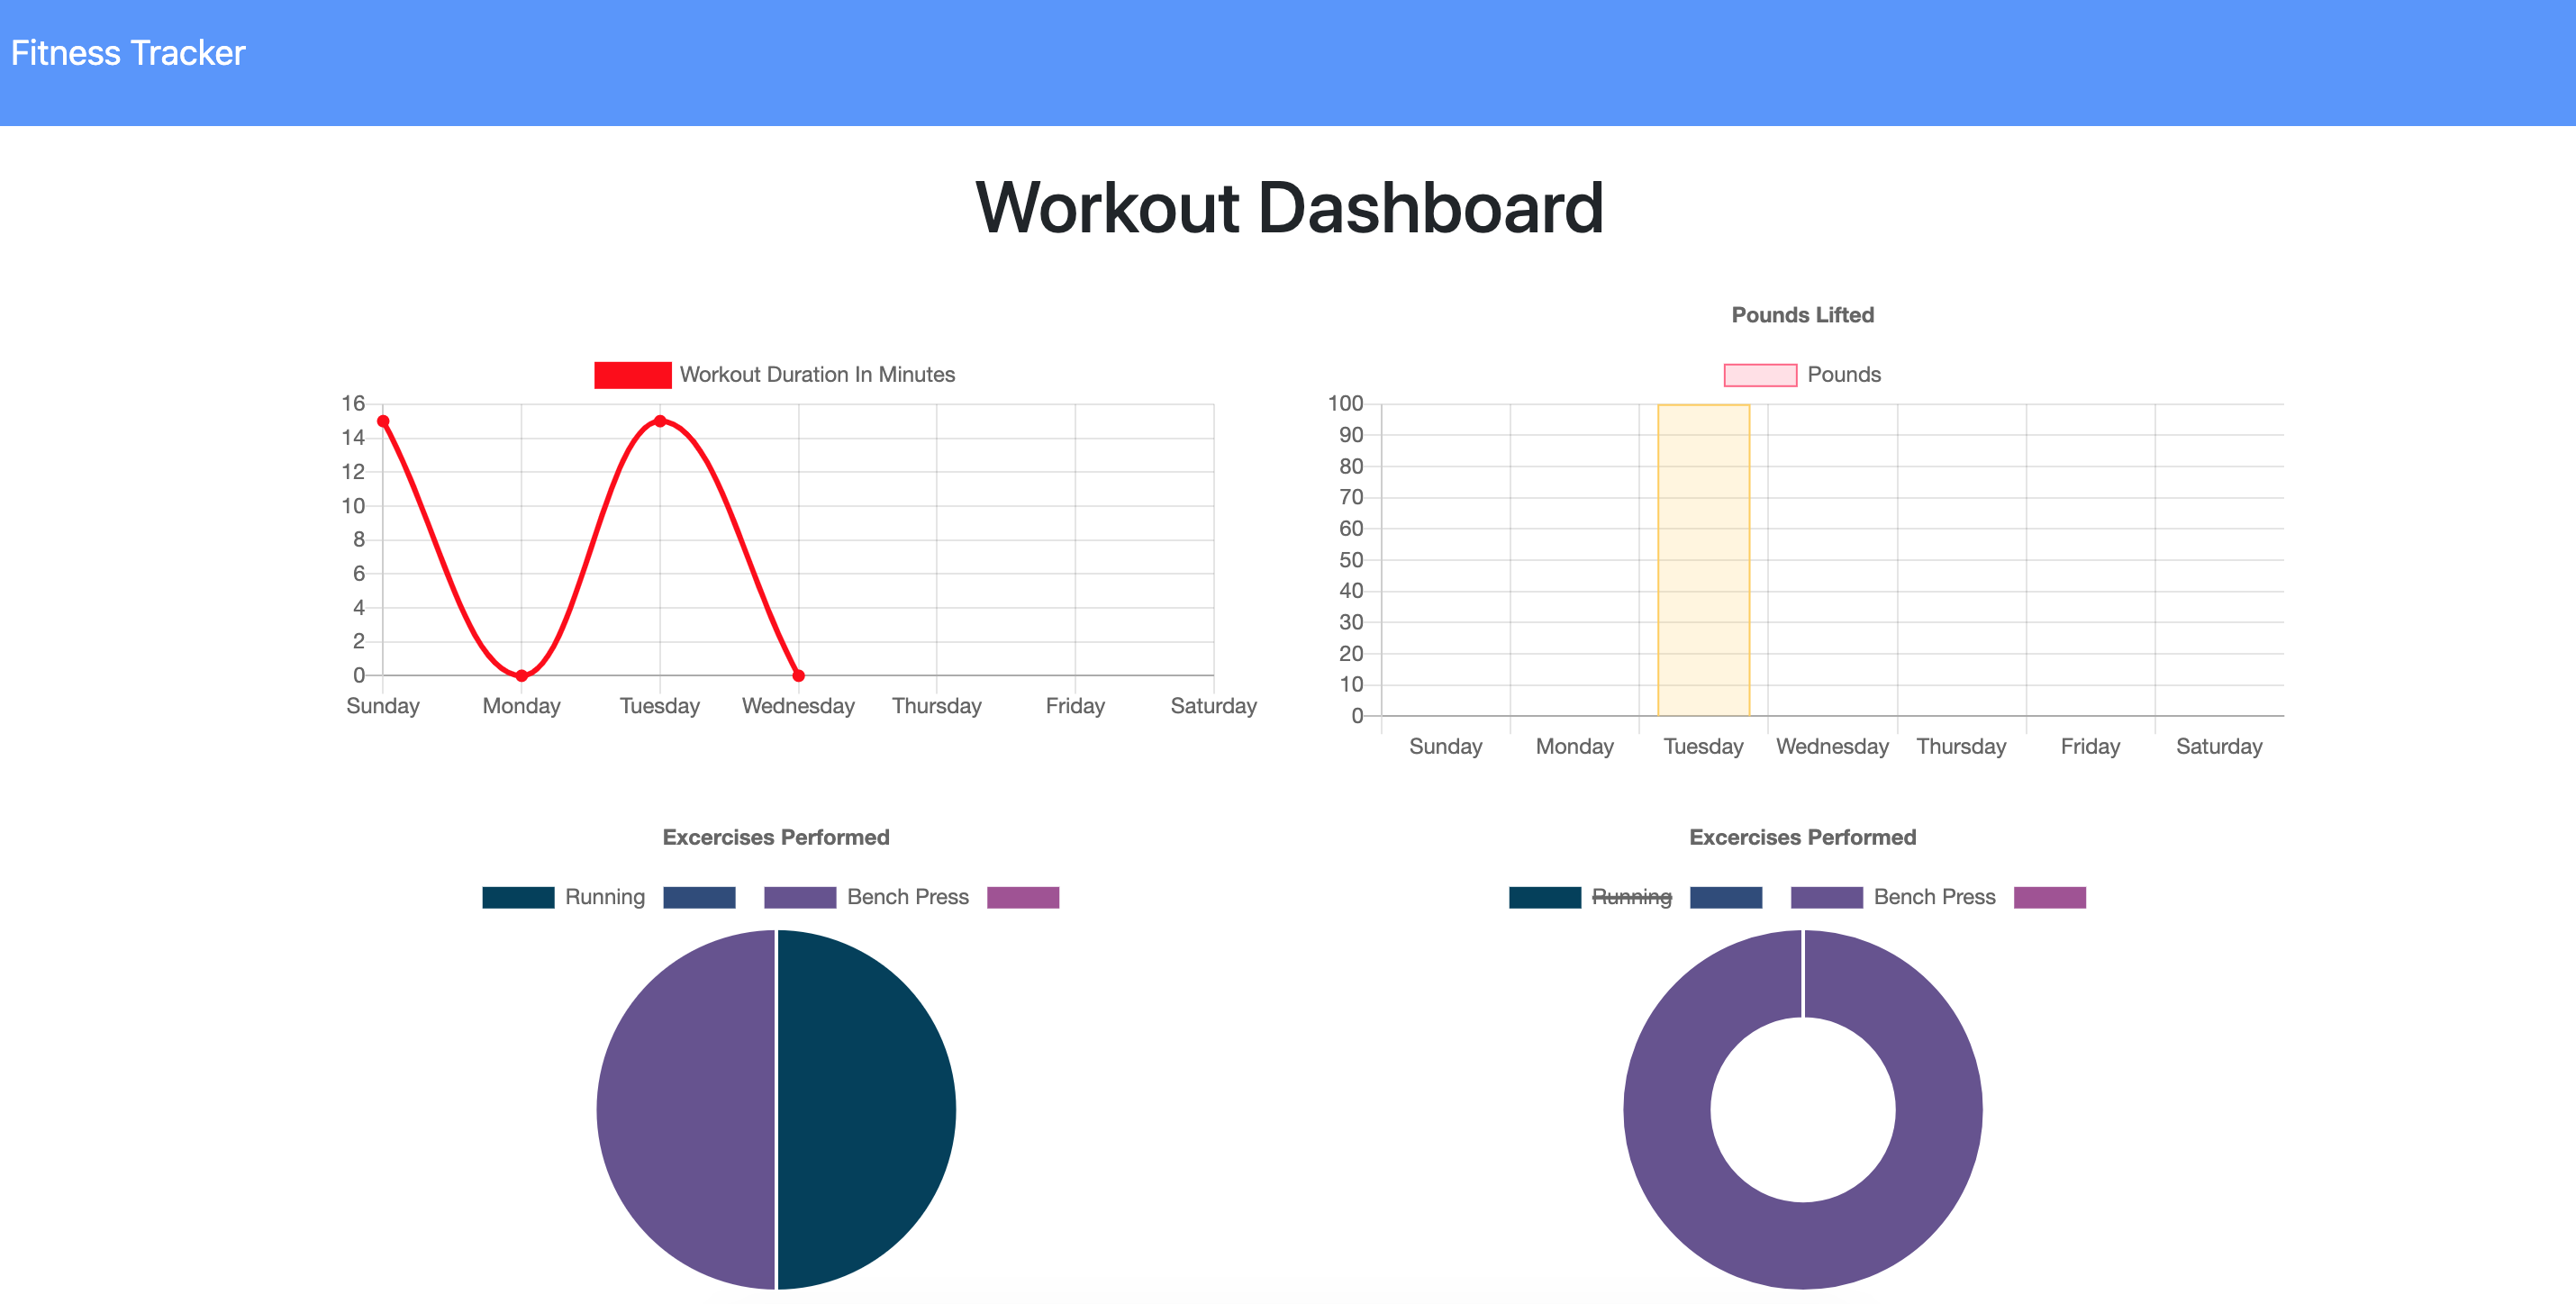 Fitness Tracker
Workout Dashboard
Workout Duration In Minutes
16
14
12
10
8
6
4
2
0
Sunday Monday Tuesday Wednesday Thursday Friday Saturday
Pounds Lifted
Pounds
100
90
80
70
60
50
40
30
20
10
0
Sunday Monday Tuesday Wednesday Thursday Friday Saturday
Excercises Performed
Running Bench Press
Excercises Performed
Running Bench Press